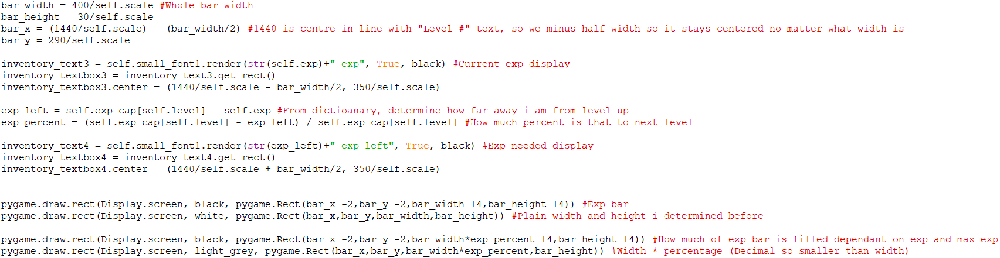 bar_width = 400/self.scale #Whole bar width
bar_height = 30/self.scale
bar_x = (1440/self.scale) - (bar_width/2) #1440 is centre in line with "Level #" text, so we minus half width so it stays centered no matter what width is
bar_y = 290/self.scale
inventory_text3 = self.small_font1.render(str(self.exp)+" exp", True, black) #Current exp display
inventory_textbox3 = inventory_text3.get_rect()
inventory_textbox3.center = (1440/self.scale - bar_width/2, 350/self.scale)
exp_left = self.exp_cap[self.level] - self.exp #From dictioanary, determine how far away i am from level up
exp_percent = (self.exp_cap[self.level] - exp_left) / self.exp_cap[self.level] #How much percent is that to next level
inventory_text4 = self.small_font1.render(str(exp_left)+" exp left", True, black) #Exp needed display
inventory_textbox4 = inventory_text4.get_rect()
inventory_textbox4.center = (1440/self.scale + bar_width/2, 350/self.scale)
pygame.draw.rect(Display.screen, black, pygame.Rect(bar_x -2,bar_y -2,bar_width +4,bar_height +4)) #Exp bar
pygame.draw.rect(Display.screen, white, pygame.Rect(bar_x,bar_y,bar_width,bar_height)) #Plain width and height i determined before
pygame.draw.rect(Display.screen, black, pygame.Rect(bar_x -2,bar_y -2,bar_width*exp_percent +4,bar_height +4)) #How much of exp bar is filled dependant on exp and max exp
pygame.draw.rect(Display.screen, light_grey, pygame.Rect(bar_x,bar_y,bar_width*exp_percent,bar_height)) #Width * percentage (Decimal so smaller than width)